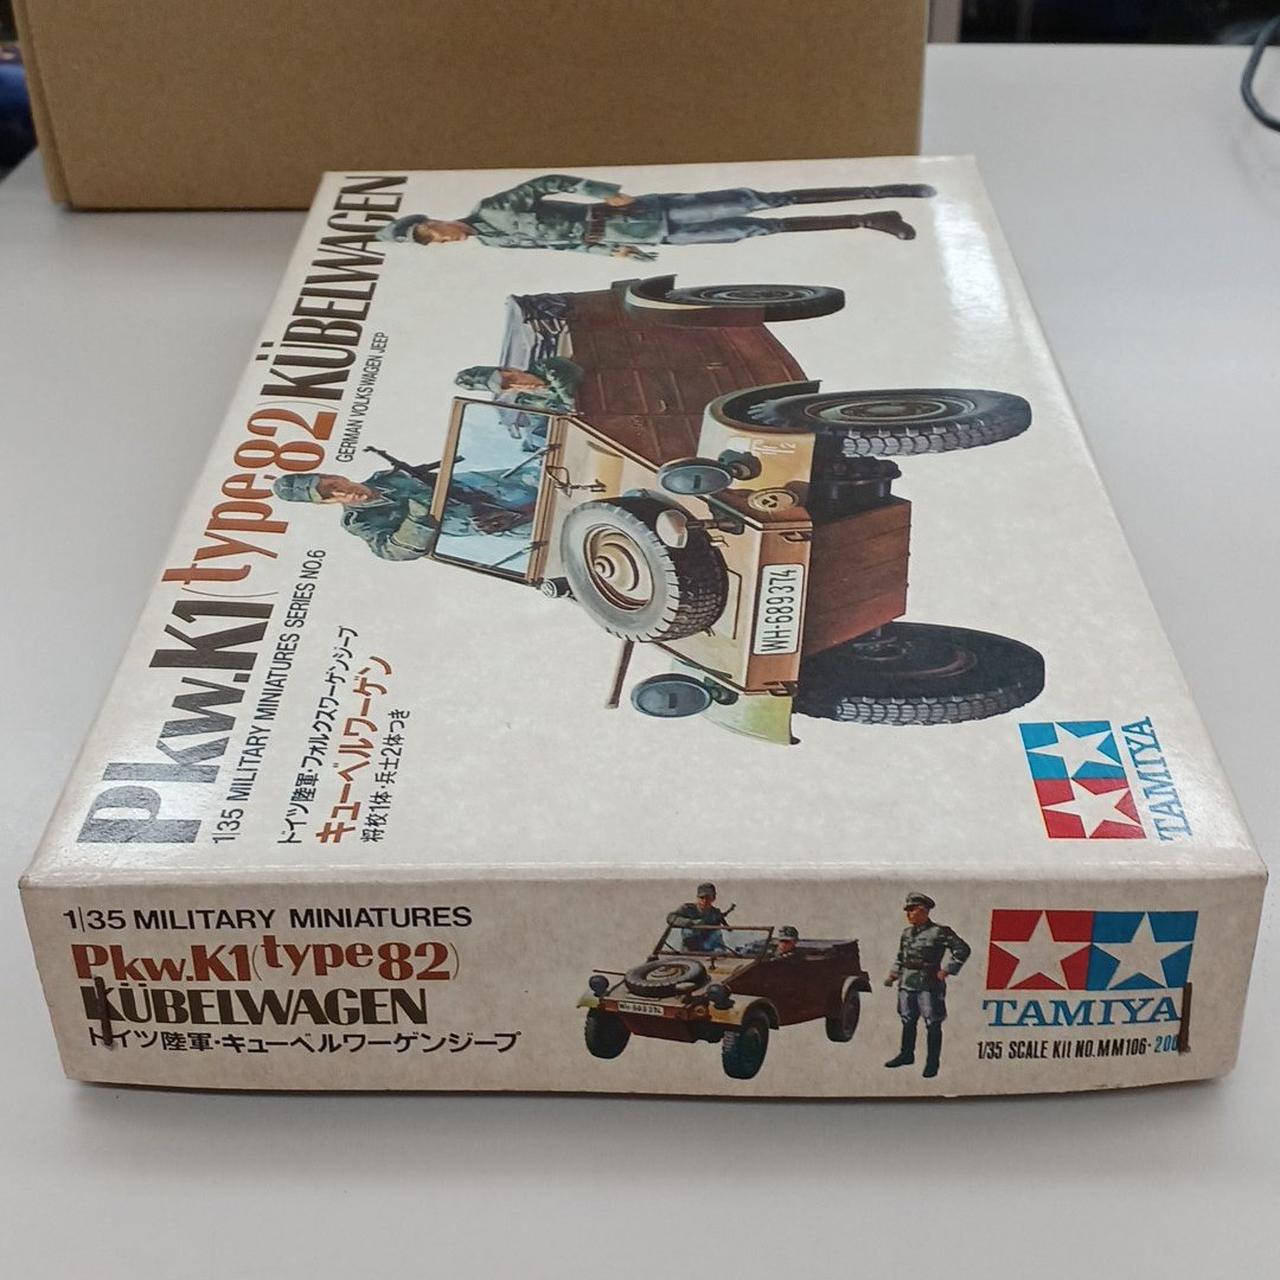 Pkw.K1(type82)KÜBELWAGEN
GERMAN VOLKSWAGEN JEEP
1/35 MILITARY MINIATURES SERIES NO.6
ドイツ陸軍・フォルクスワーゲンジープ
キューベルワーゲン
将校1体・兵士2体つき
WH-689374
TAMIYA
1/35 MILITARY MINIATURES
Pkw.K1(type82)
KÜBELWAGEN
ドイツ陸軍・キューベルワーゲンジープ
TAMIYA
1/35 SCALE Kit NO.MM106-